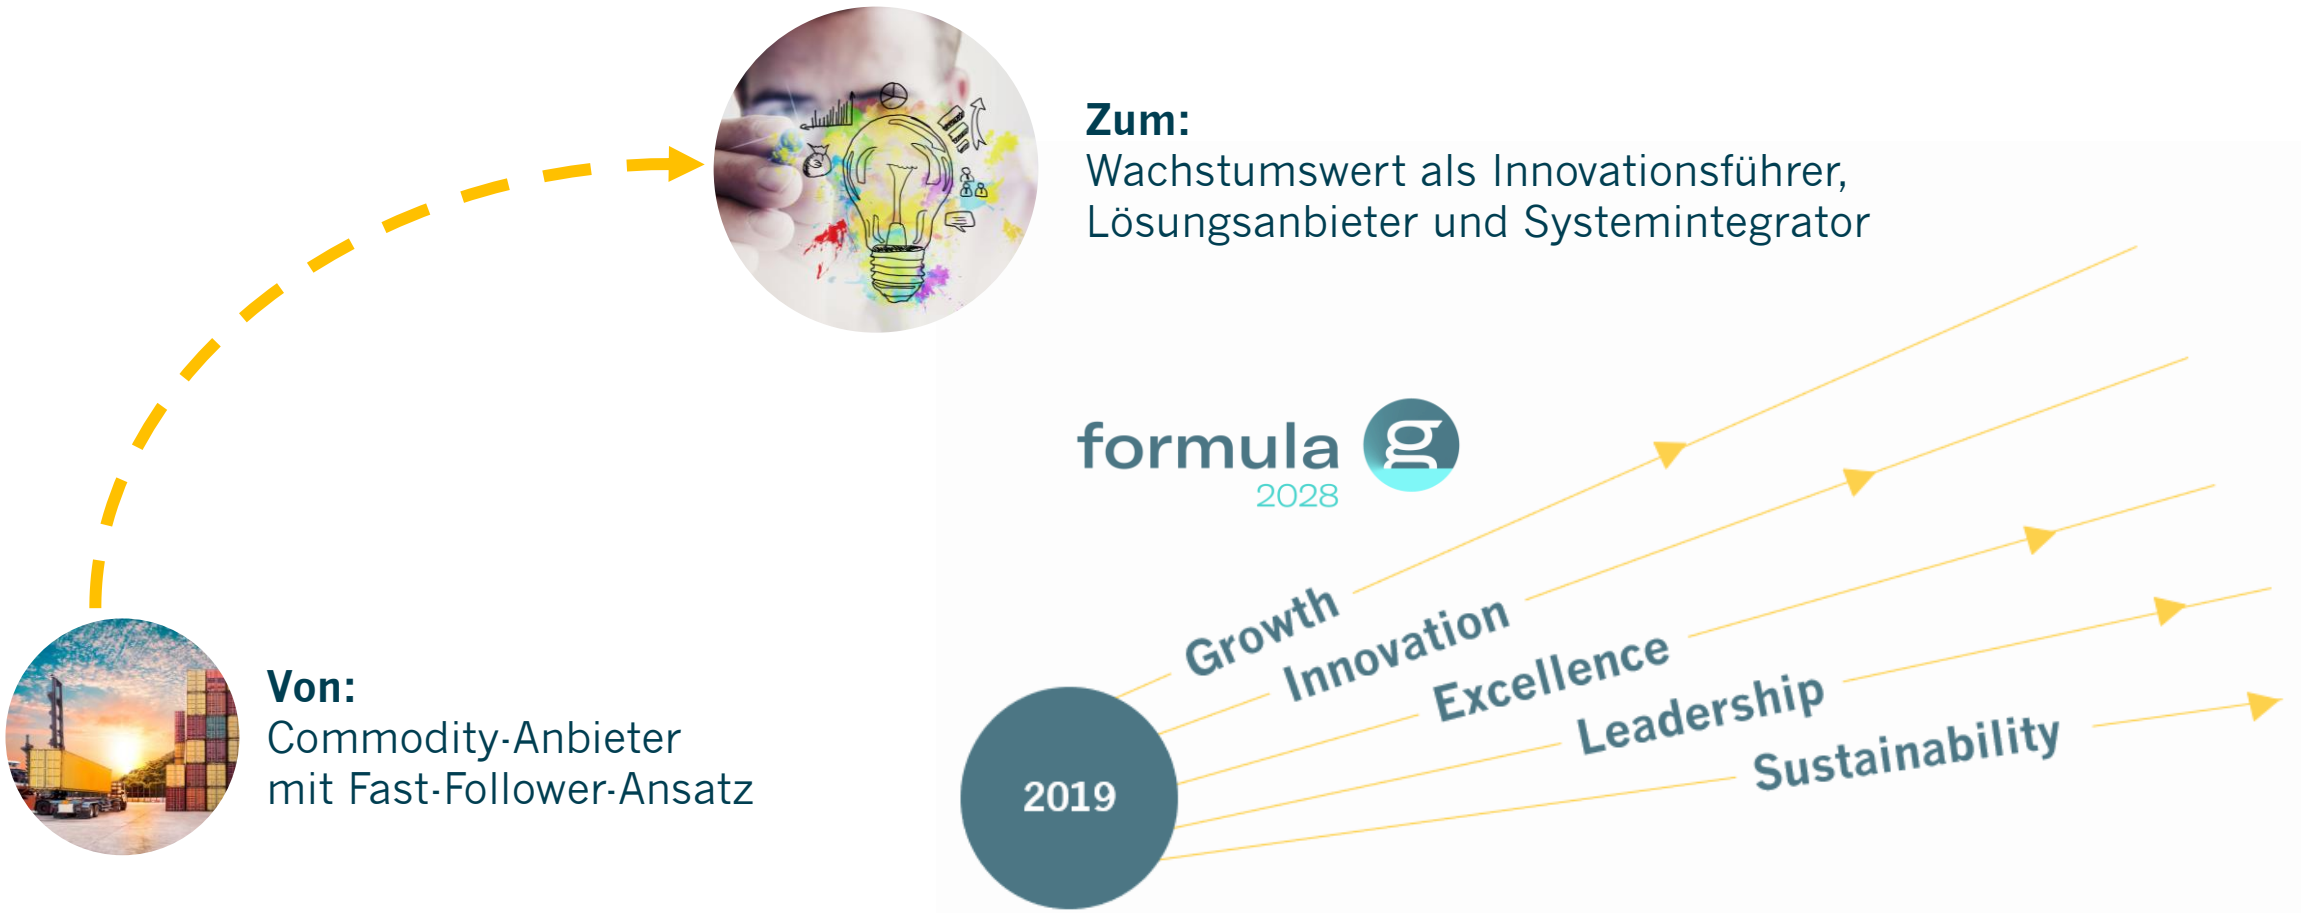 Zum:
Wachstumswert als Innovationsführer,
Lösungsanbieter und Systemintegrator
formula g
2028
Von:
Commodity-Anbieter
mit Fast-Follower-Ansatz
2019
Growth
Innovation
Excellence
Leadership
Sustainability